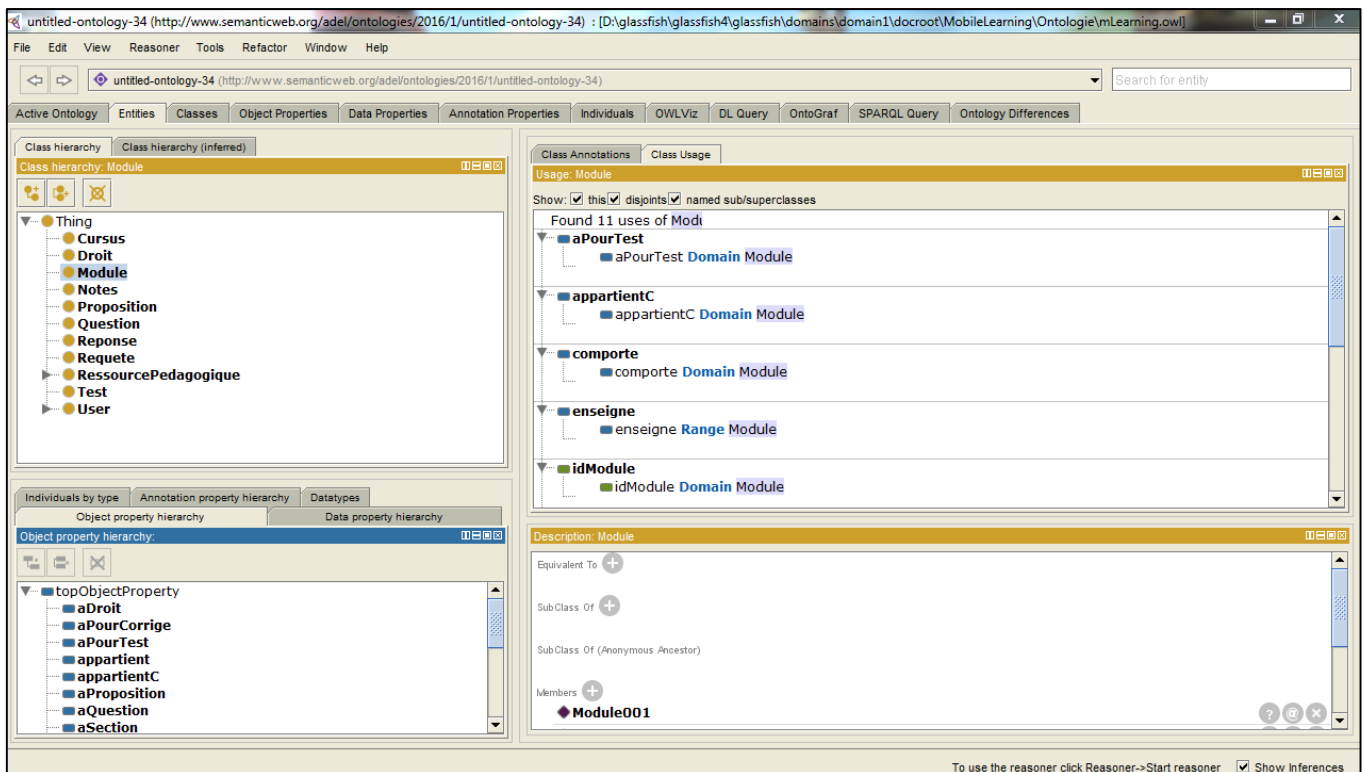 untitled-ontology-34 (http://www.semanticweb.org/adel/ontologies/2016/1/untitled-ontology-34) : [D:\glassfish\glassfish4\glassfish\domains\domain1\docroot\MobileLearning\Ontologie\mLearning.owl]
File Edit View Reasoner Tools Refactor Window Help
untitled-ontology-34 (http://www.semanticweb.org/adel/ontologies/2016/1/untitled-ontology-34)
Search for entity
Active Ontology Entities Classes Object Properties Data Properties Annotation Properties Individuals OWLViz DL Query OntoGraf SPARQL Query Ontology Differences
Class hierarchy Class hierarchy (inferred)
Class hierarchy: Module
Thing
Cursus
Droit
Module
Notes
Proposition
Question
Reponse
Requete
RessourcePedagogique
Test
User
Individuals by type Annotation property hierarchy Datatypes
Object property hierarchy Data property hierarchy
Object property hierarchy:
topObjectProperty
aDroit
aPourCorrige
aPourTest
appartient
appartientC
aProposition
aQuestion
aSection
Class Annotations Class Usage
Usage: Module
Show: this disjoints named sub/superclasses
Found 11 uses of Modu
aPourTest
aPourTest Domain Module
appartientC
appartientC Domain Module
comporte
comporte Domain Module
enseigne
enseigne Range Module
idModule
idModule Domain Module
Description: Module
Equivalent To
SubClass Of
SubClass Of (Anonymous Ancestor)
Members
Module001
To use the reasoner click Reasoner->Start reasoner Show Inferences